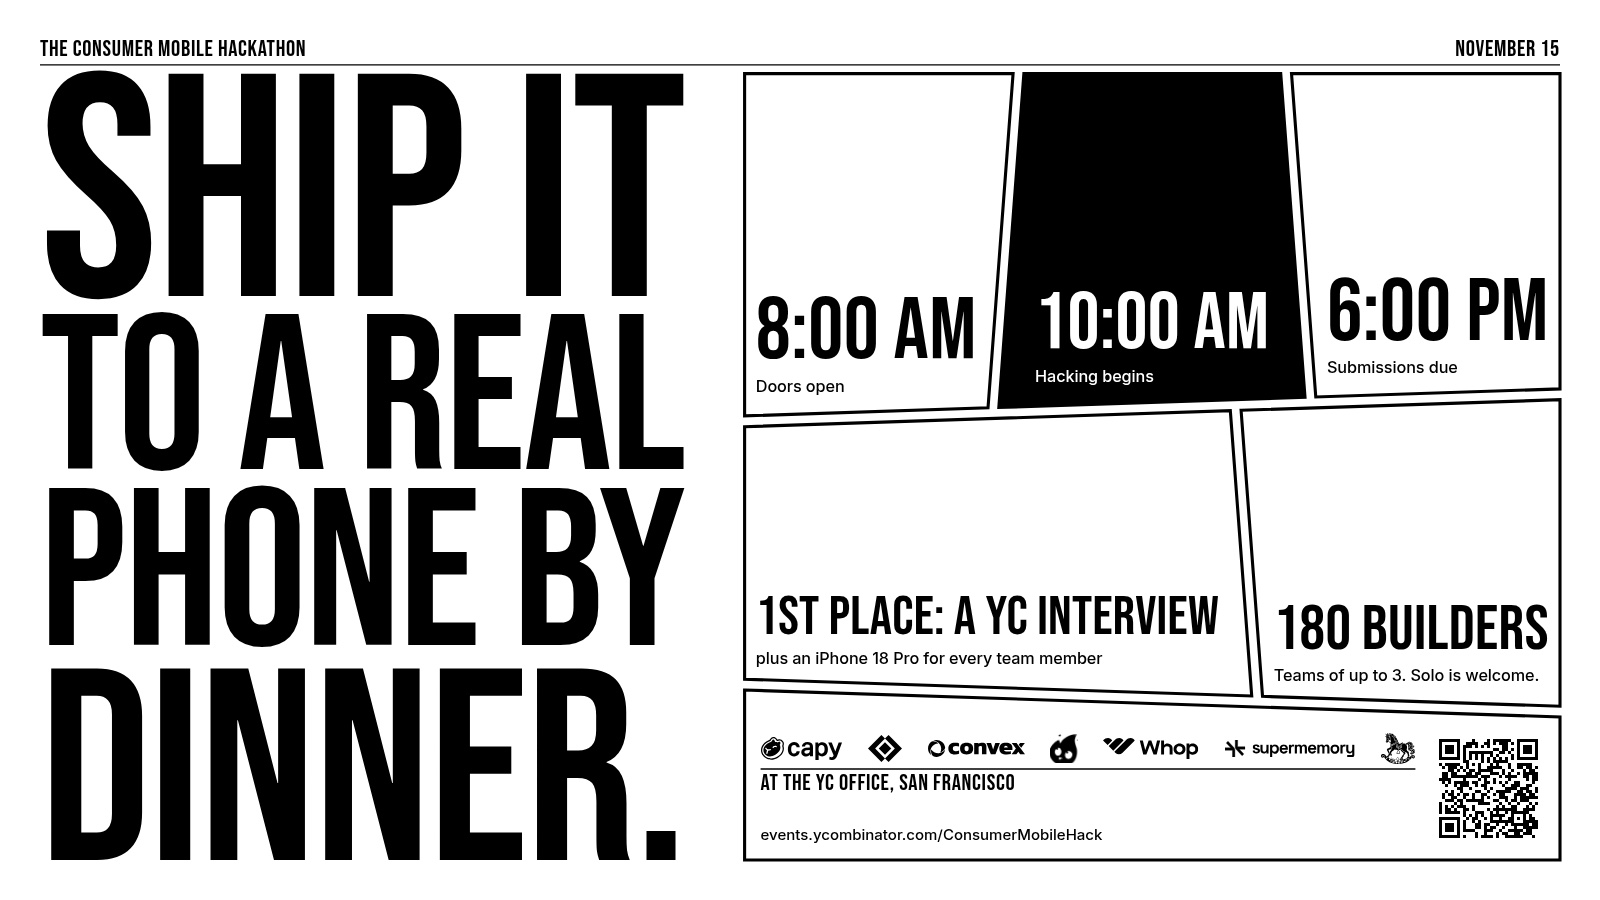 THE CONSUMER MOBILE HACKATHON
NOVEMBER 15
SHIP IT
TO A REAL
PHONE BY
DINNER.
8:00 AM
Doors open
10:00 AM
Hacking begins
6:00 PM
Submissions due
1ST PLACE: A YC INTERVIEW
plus an iPhone 18 Pro for every team member
180 BUILDERS
Teams of up to 3. Solo is welcome.
capy convex Whop supermemory
AT THE YC OFFICE, SAN FRANCISCO
events.ycombinator.com/ConsumerMobileHack